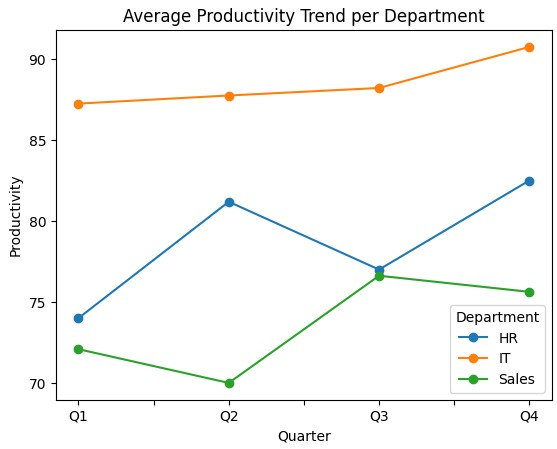 Average Productivity Trend per Department
90
85
80
75
70
Productivity
Q1 Q2 Q3 Q4
Quarter
Department
HR
IT
Sales